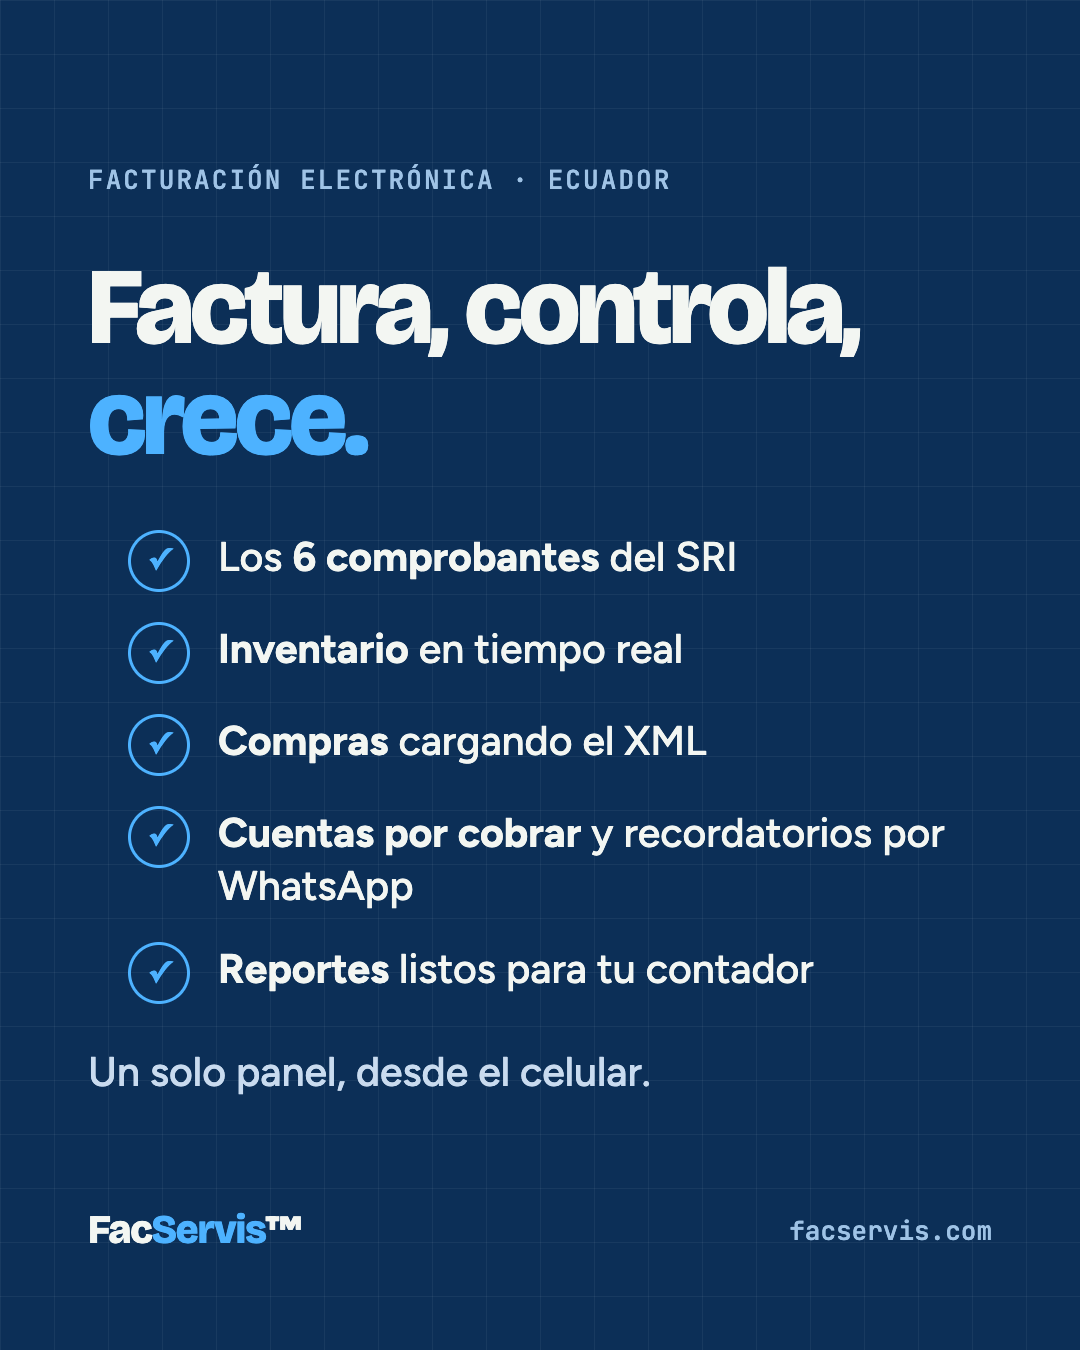 FACTURACIÓN ELECTRÓNICA · ECUADOR
Factura, controla,
crece.
✓ Los 6 comprobantes del SRI
✓ Inventario en tiempo real
✓ Compras cargando el XML
✓ Cuentas por cobrar y recordatorios por
WhatsApp
✓ Reportes listos para tu contador
Un solo panel, desde el celular.
FacServis™
facservis.com